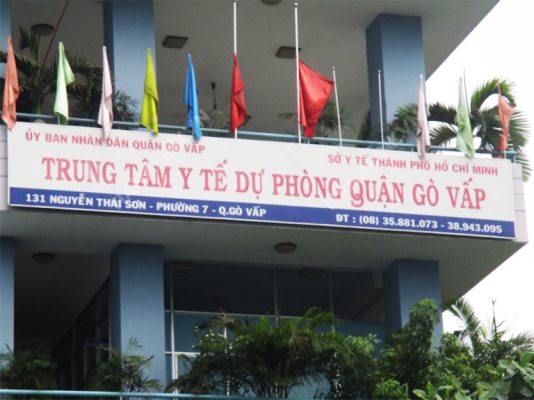 ỦY BAN NHÂN DÂN QUẬN GÒ VẤP
SỞ Y TẾ THÀNH PHỐ HỒ CHÍ MINH
TRUNG TÂM Y TẾ DỰ PHÒNG QUẬN GÒ VẤP
131 NGUYỄN THÁI SƠN - PHƯỜNG 7 - Q.GÒ VẤP ĐT : (08) 35.881.073 - 38.943.095